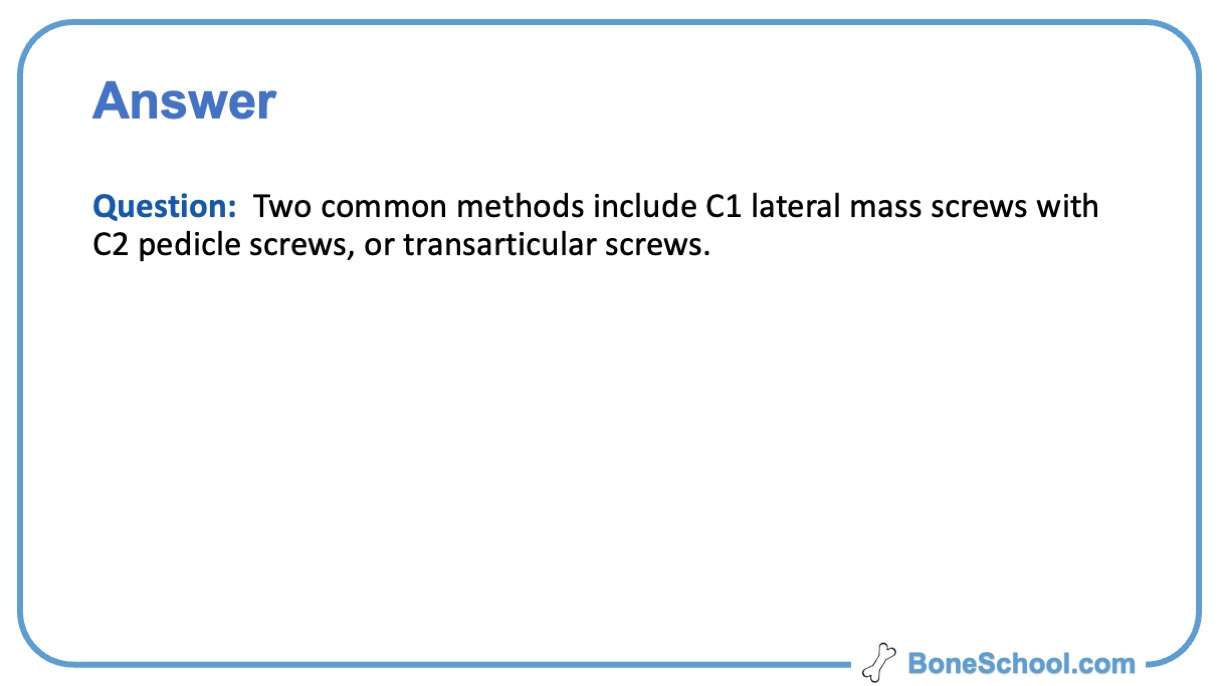 Answer
Question:  Two common methods include C1 lateral mass screws with
C2 pedicle screws, or transarticular screws.
BoneSchool.com